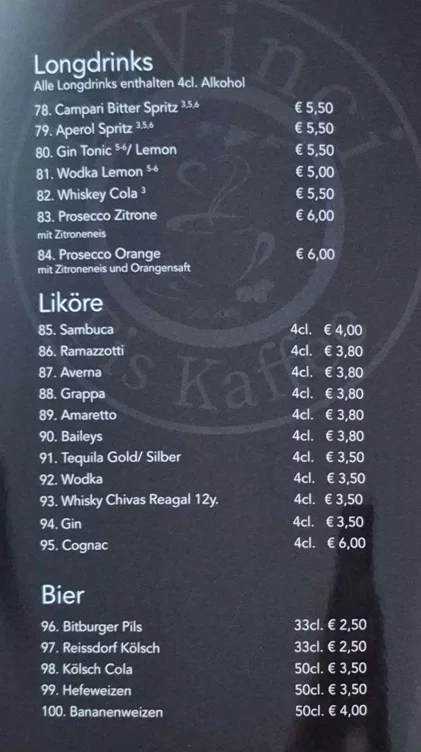 Vinci
Eis Kaffee
Longdrinks
Alle Longdrinks enthalten 4cl. Alkohol
78. Campari Bitter Spritz 3,5,6 € 5,50
79. Aperol Spritz 3,5,6 € 5,50
80. Gin Tonic 5-6/ Lemon € 5,50
81. Wodka Lemon 5-6 € 5,00
82. Whiskey Cola 3 € 5,50
83. Prosecco Zitrone € 6,00
mit Zitroneneis
84. Prosecco Orange € 6,00
mit Zitroneneis und Orangensaft
Liköre
85. Sambuca 4cl. € 4,00
86. Ramazzotti 4cl. € 3,80
87. Averna 4cl. € 3,80
88. Grappa 4cl. € 3,80
89. Amaretto 4cl. € 3,80
90. Baileys 4cl. € 3,80
91. Tequila Gold/ Silber 4cl. € 3,50
92. Wodka 4cl. € 3,50
93. Whisky Chivas Reagal 12y. 4cl. € 3,50
94. Gin 4cl. € 3,50
95. Cognac 4cl. € 6,00
Bier
96. Bitburger Pils 33cl. € 2,50
97. Reissdorf Kölsch 33cl. € 2,50
98. Kölsch Cola 50cl. € 3,50
99. Hefeweizen 50cl. € 3,50
100. Bananenweizen 50cl. € 4,00